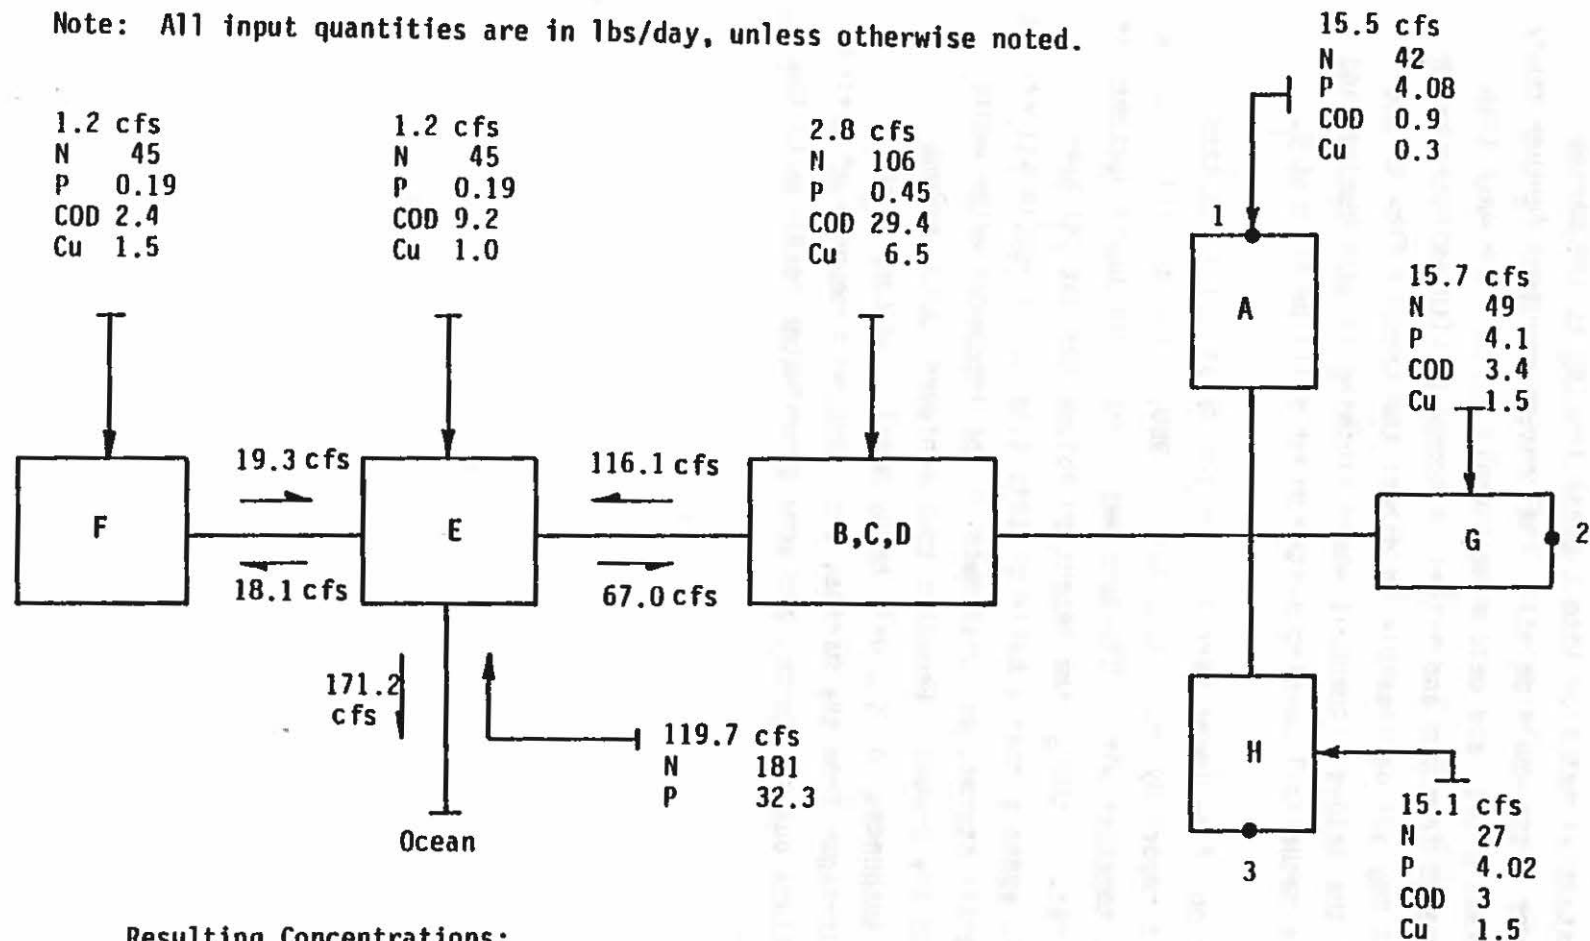 Note: All input quantities are in lbs/day, unless otherwise noted.
15.5 cfs
N 42
P 4.08
COD 0.9
Cu 0.3
1.2 cfs
N 45
P 0.19
COD 2.4
Cu 1.5
1.2 cfs
N 45
P 0.19
COD 9.2
Cu 1.0
2.8 cfs
N 106
P 0.45
COD 29.4
Cu 6.5
1
A
15.7 cfs
N 49
P 4.1
COD 3.4
Cu 1.5
F
19.3 cfs
18.1 cfs
E
116.1 cfs
67.0 cfs
B,C,D
G
2
171.2
cfs
119.7 cfs
N 181
P 32.3
Ocean
H
3
15.1 cfs
N 27
P 4.02
COD 3
Cu 1.5
Resulting Concentrations: